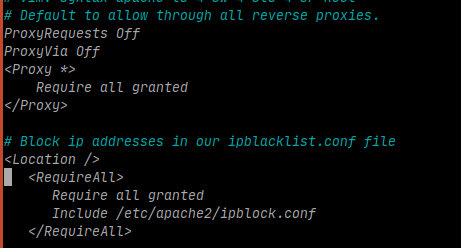 # Default to allow through all reverse proxies.
ProxyRequests Off
ProxyVia Off
<Proxy *>
    Require all granted
</Proxy>

# Block ip addresses in our ipblacklist.conf file
<Location />
   <RequireAll>
      Require all granted
      Include /etc/apache2/ipblock.conf
   </RequireAll>